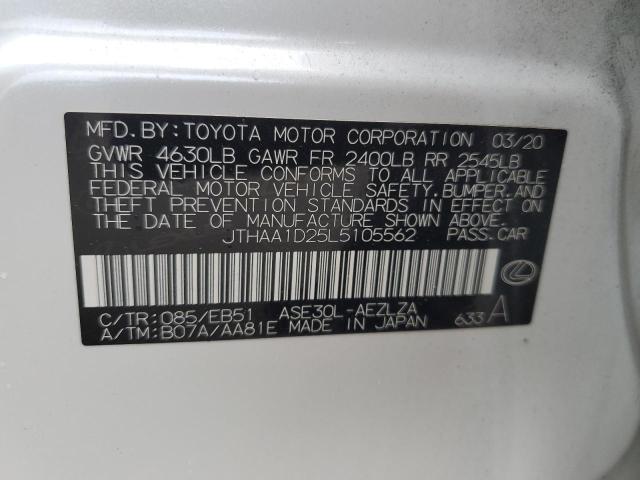 MFD.BY:TOYOTA MOTOR CORPORATION 03/20
GVWR 4630LB GAWR FR 2400LB RR 2545LB
THIS VEHICLE CONFORMS TO ALL APPLICABLE
FEDERAL MOTOR VEHICLE SAFETY,BUMPER,AND
THEFT PREVENTION STANDARDS IN EFFECT ON
THE DATE OF MANUFACTURE SHOWN ABOVE.
JTHAA1D25L5105562 PASS.CAR
C/TR:085/EB51 ASE30L-AEZLZA
A/TM:B07A/AA81E MADE IN JAPAN 633 A